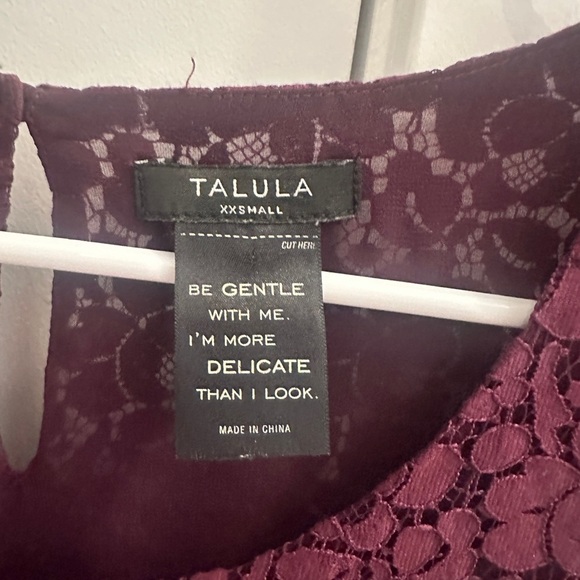 TALULA
XXSMALL
CUT HERE
BE GENTLE
WITH ME.
I'M MORE
DELICATE
THAN I LOOK.
MADE IN CHINA